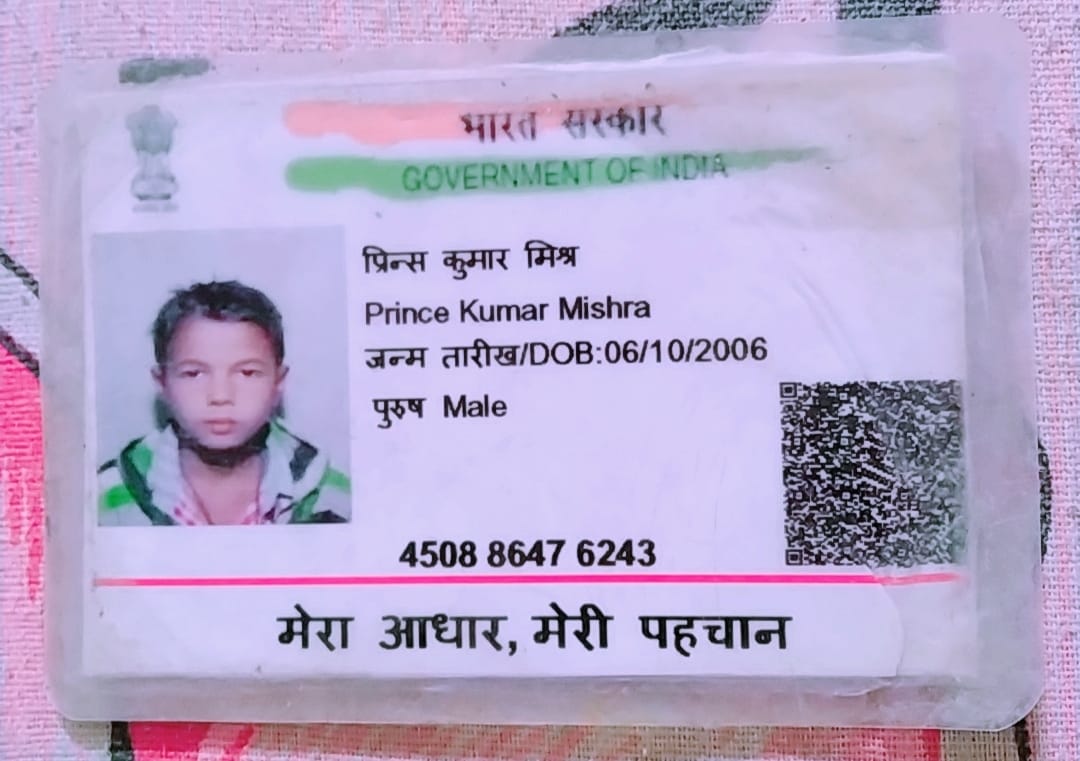 भारत सरकार
GOVERNMENT OF INDIA
प्रिन्स कुमार मिश्र
Prince Kumar Mishra
जन्म तारीख/DOB:06/10/2006
पुरुष Male
4508 8647 6243
मेरा आधार, मेरी पहचान